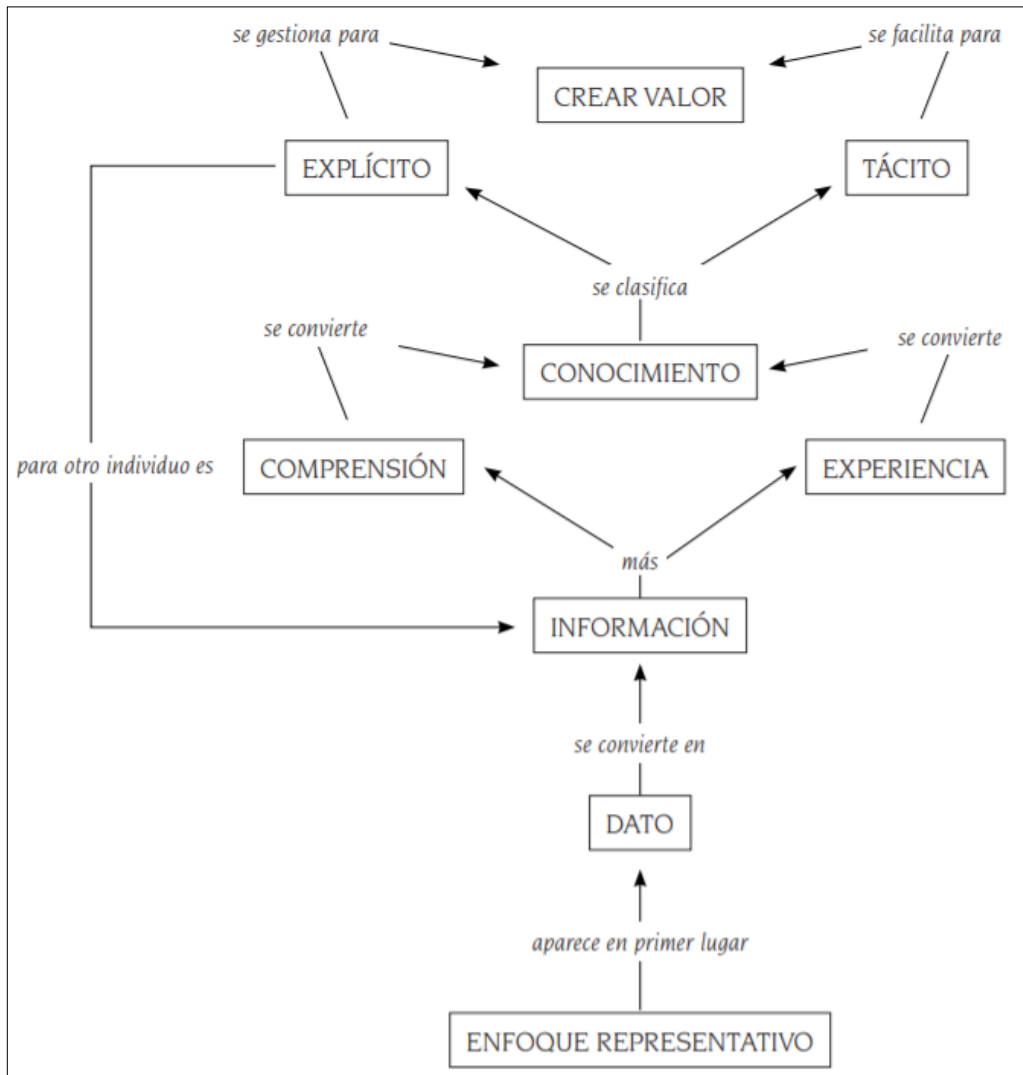 se gestiona para
se facilita para
CREAR VALOR
EXPLÍCITO
TÁCITO
se clasifica
se convierte
se convierte
CONOCIMIENTO
para otro individuo es
COMPRENSIÓN
EXPERIENCIA
más
INFORMACIÓN
se convierte en
DATO
aparece en primer lugar
ENFOQUE REPRESENTATIVO